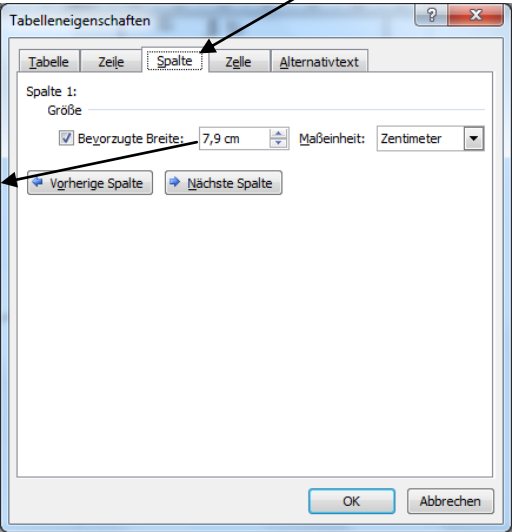 Tabelleneigenschaften
Tabelle Zeile Spalte Zelle Alternativtext
Spalte 1:
Größe
Bevorzugte Breite: 7,9 cm Maßeinheit: Zentimeter
Vorherige Spalte Nächste Spalte
OK Abbrechen